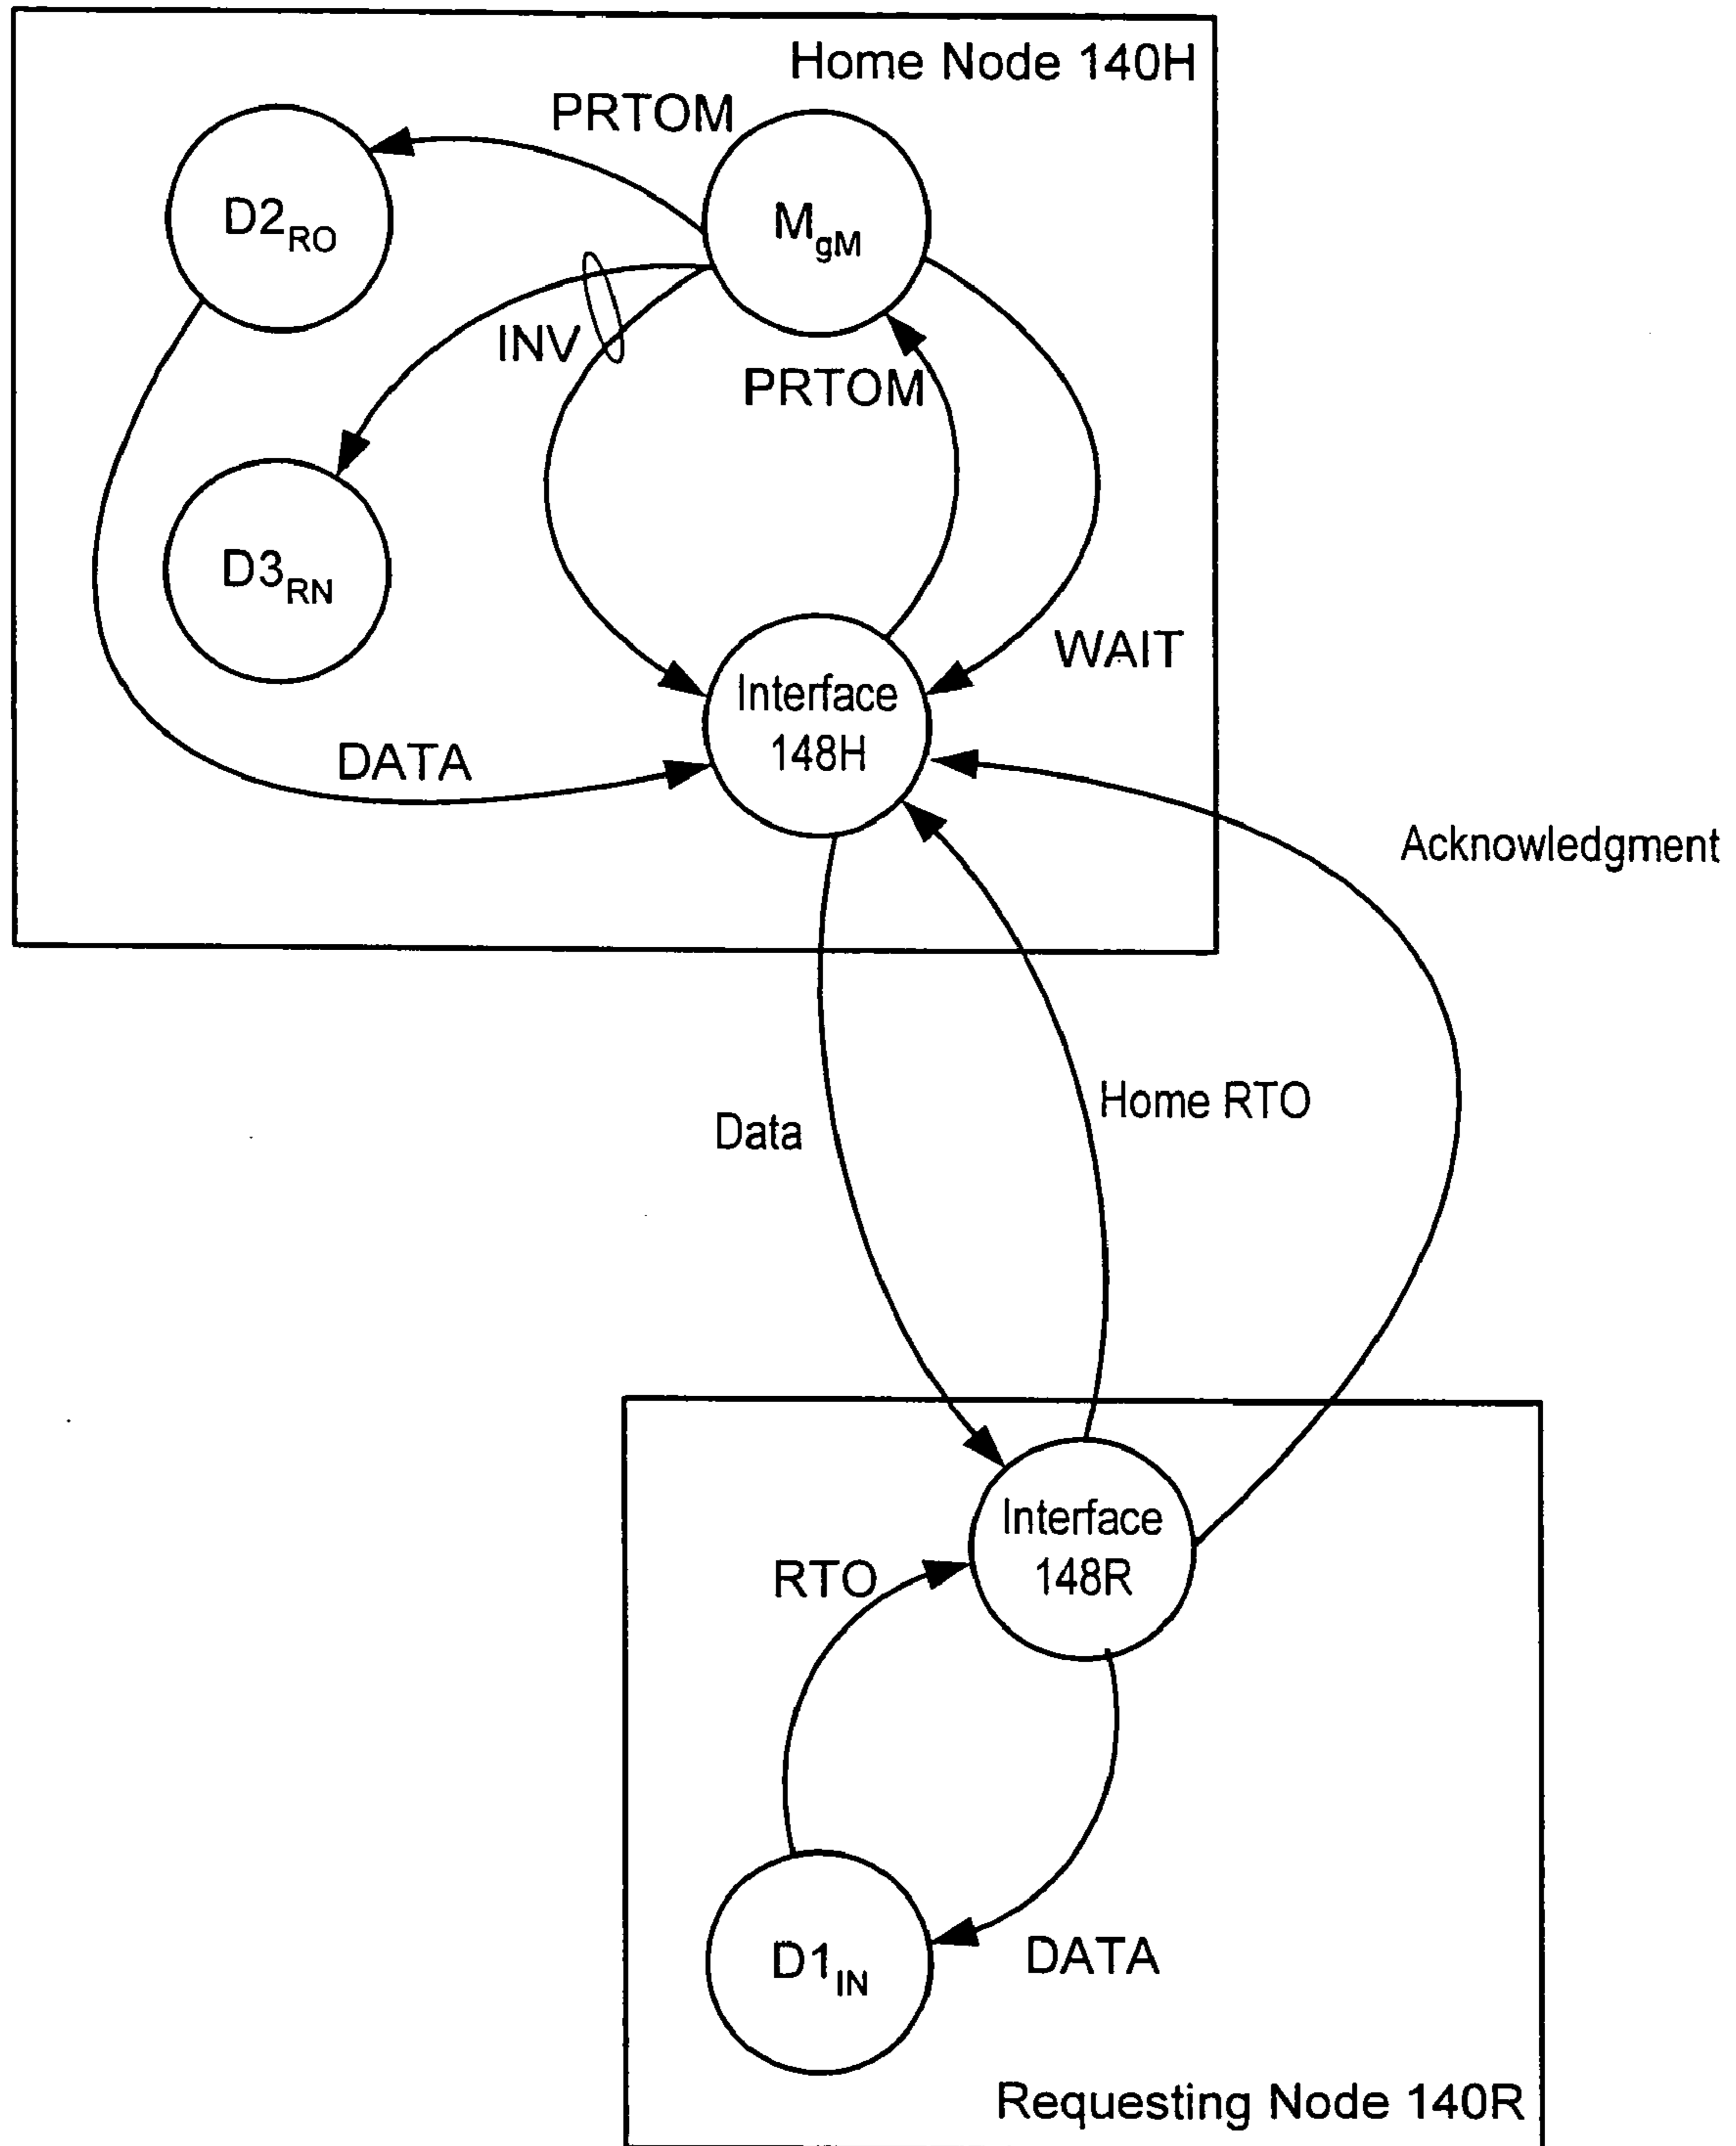 Home Node 140H
PRTOM
D2RO
MgM
INV
PRTOM
D3RN
WAIT
Interface
148H
DATA
Acknowledgment
Home RTO
Data
Interface
148R
RTO
D1IN
DATA
Requesting Node 140R